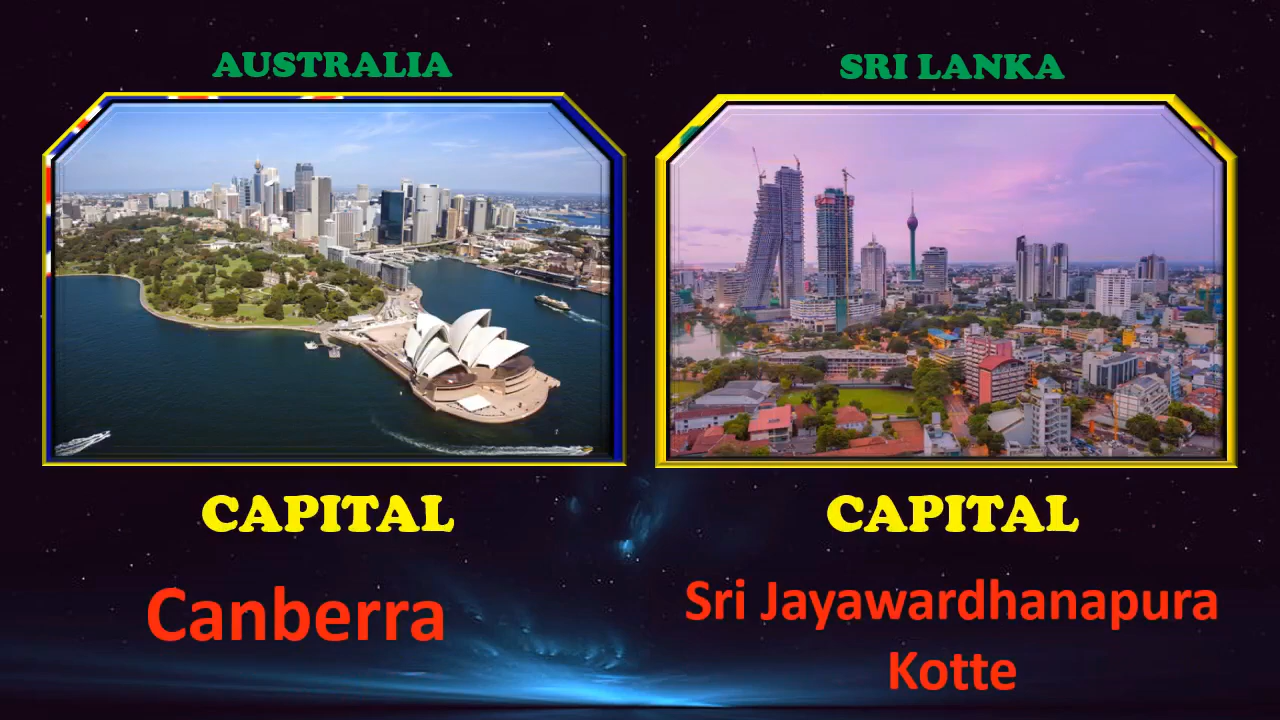 AUSTRALIA
SRI LANKA
CAPITAL
CAPITAL
Canberra
Sri Jayawardhanapura
Kotte